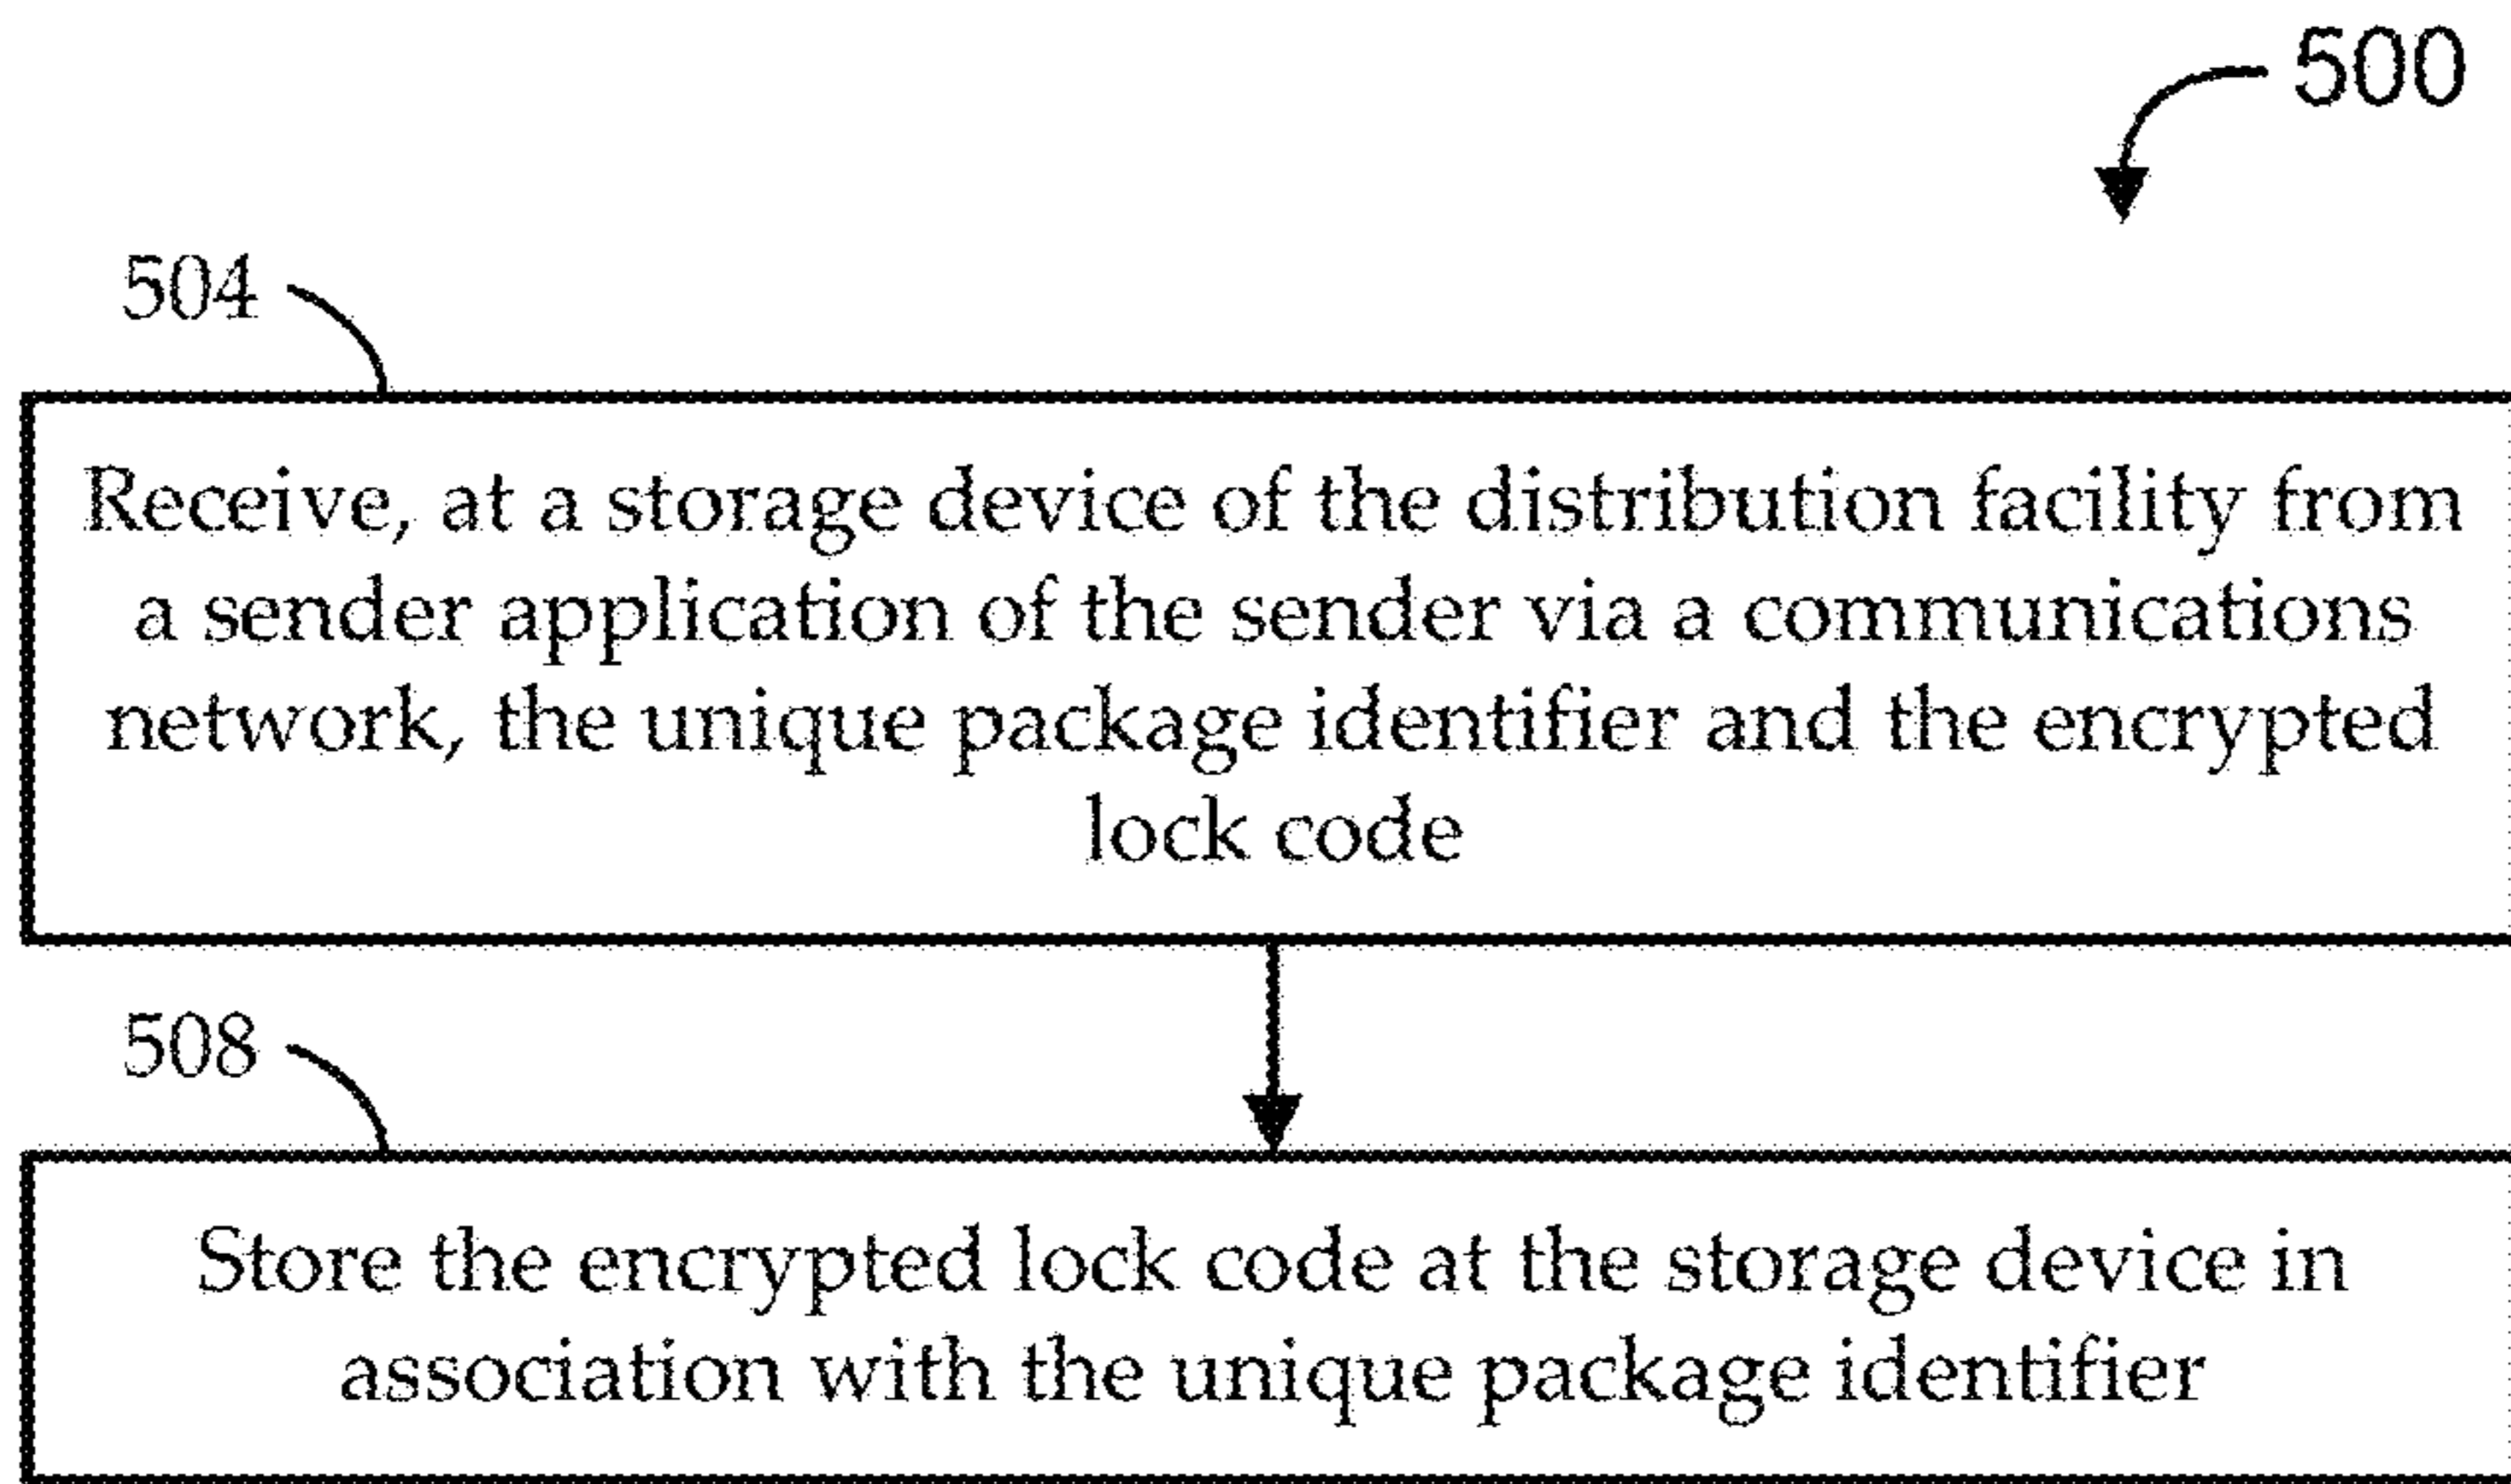 500
504
Receive, at a storage device of the distribution facility from
a sender application of the sender via a communications
network, the unique package identifier and the encrypted
lock code
508
Store the encrypted lock code at the storage device in
association with the unique package identifier